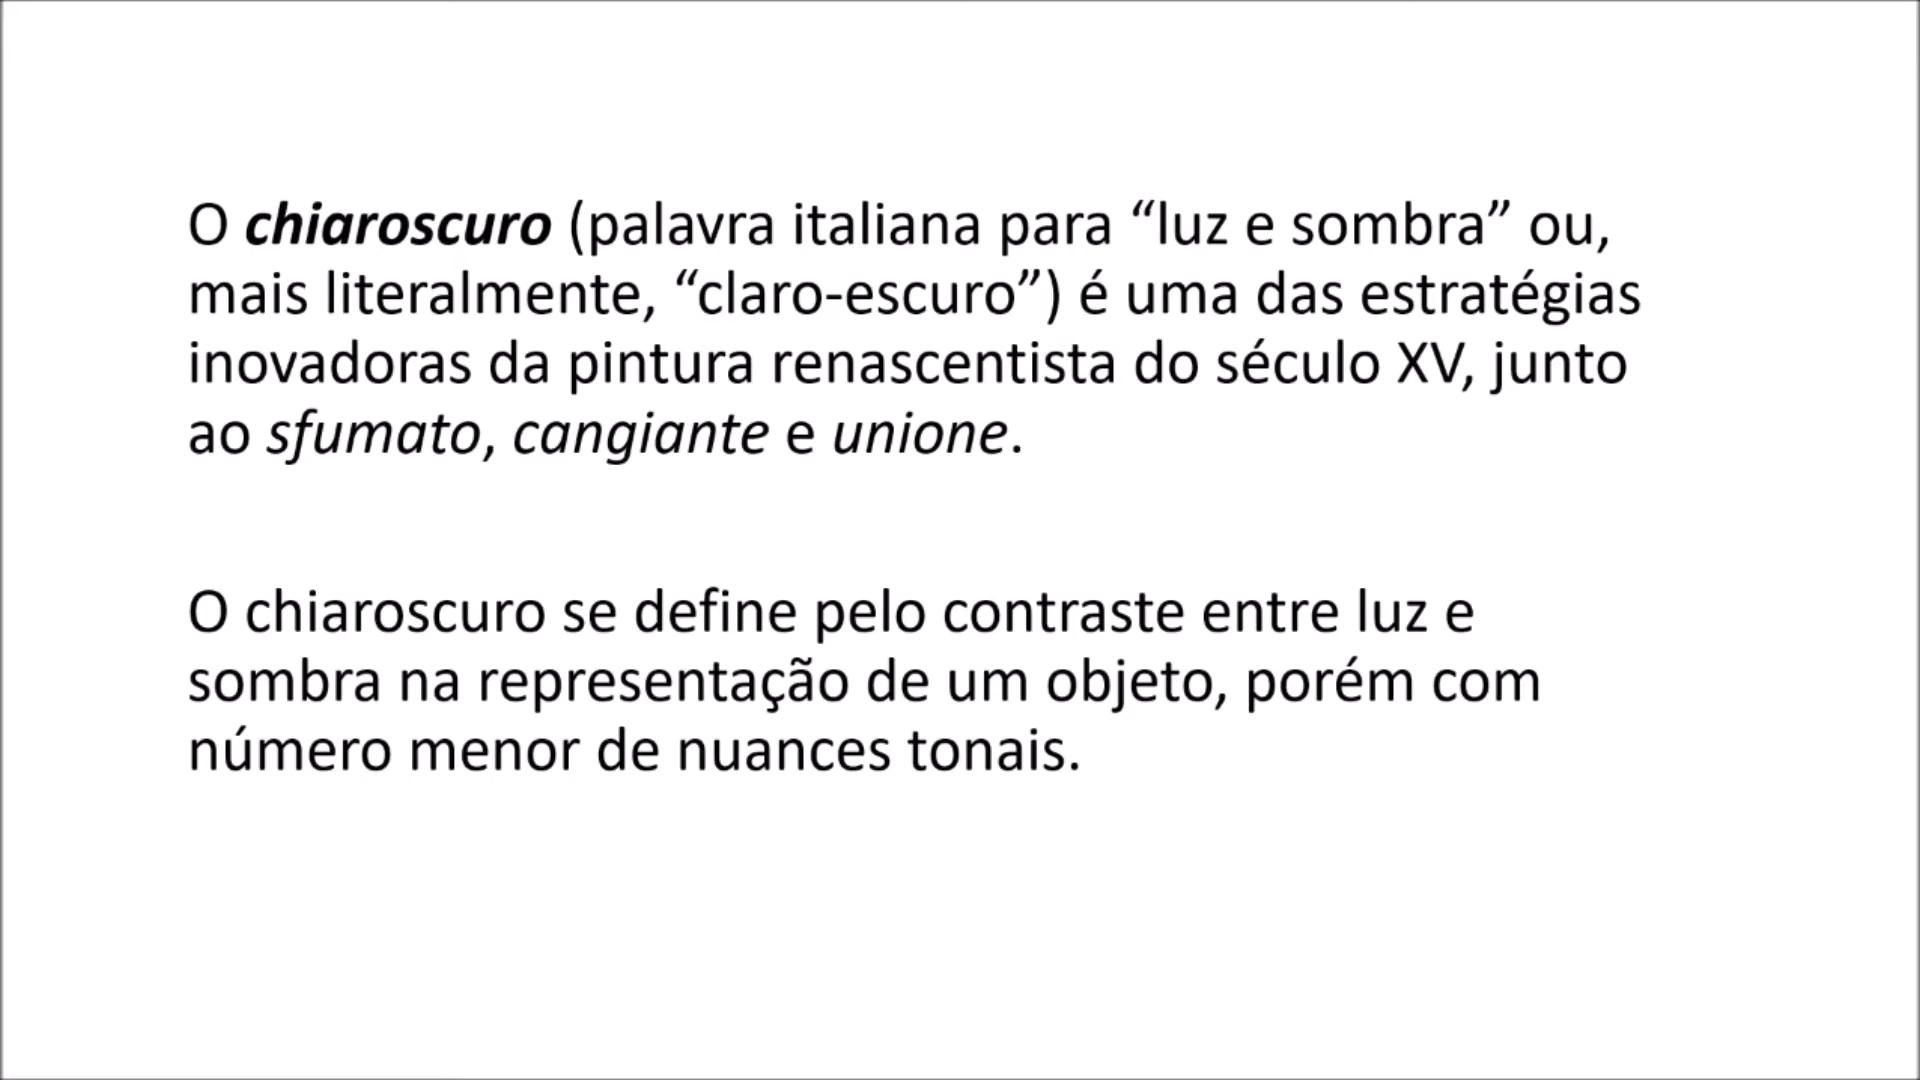 O chiaroscuro (palavra italiana para “luz e sombra” ou,
mais literalmente, “claro-escuro”) é uma das estratégias
inovadoras da pintura renascentista do século XV, junto
ao sfumato, cangiante e unione.
O chiaroscuro se define pelo contraste entre luz e
sombra na representação de um objeto, porém com
número menor de nuances tonais.